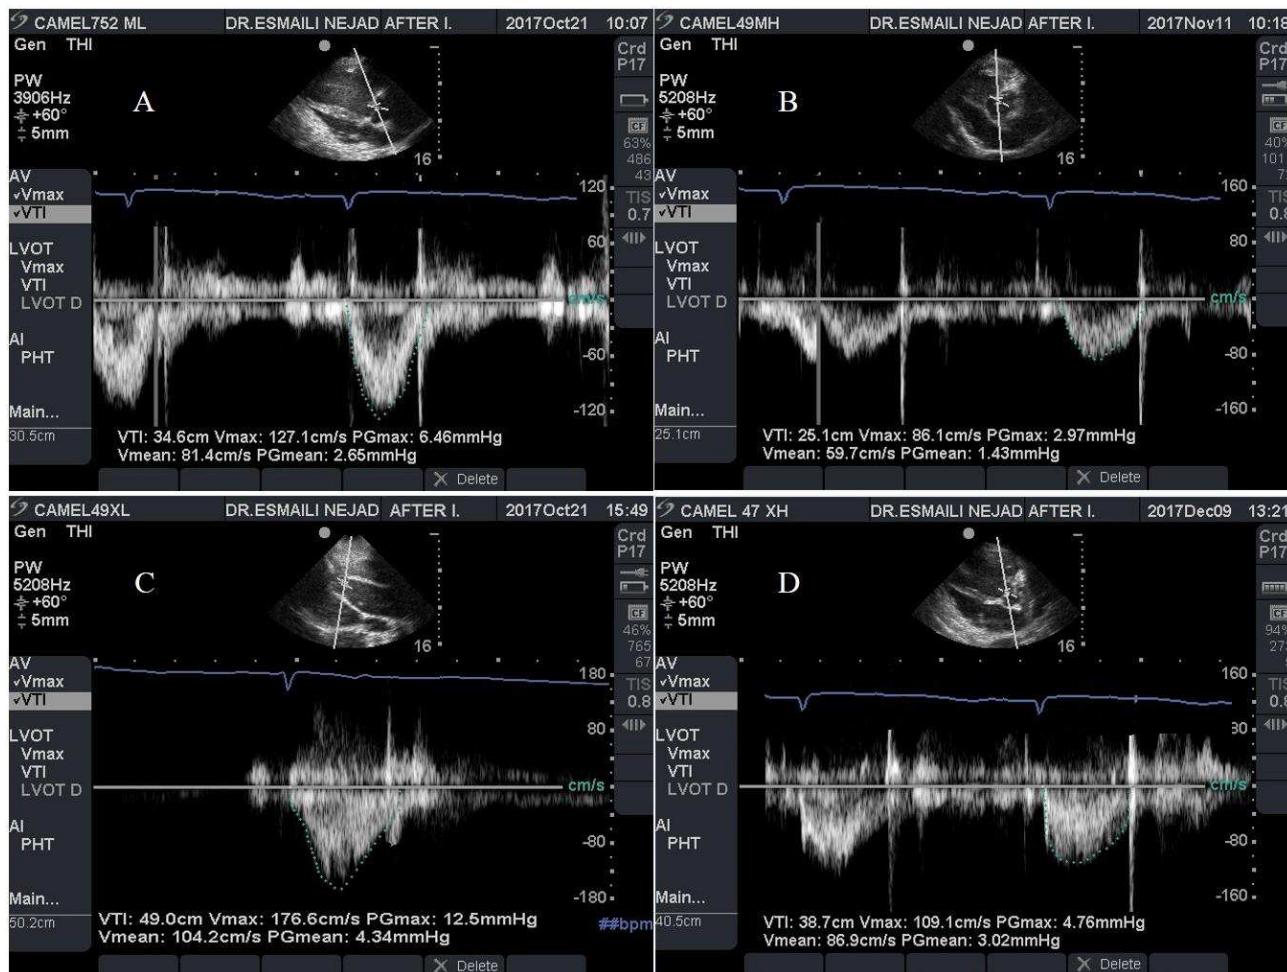 CAMEL752 ML DR.ESMAILI NEJAD AFTER I. 2017Oct21 10:07
Gen THI
Crd
P17
PW
3906Hz
+60°
5mm
A
CF
63%
486
43
16
TIS
0.7
AV
✓Vmax
✓VTI
LVOT
Vmax
VTI
LVOT D
AI
PHT
Main...
30.5cm
120
60
cm/s
-60
-120
VTI: 34.6cm Vmax: 127.1cm/s PGmax: 6.46mmHg
Vmean: 81.4cm/s PGmean: 2.65mmHg
X Delete
CAMEL49MH DR.ESMAILI NEJAD AFTER I. 2017Nov11 10:18
Gen THI
Crd
P17
PW
5208Hz
+60°
5mm
B
CF
40%
16
TIS
AV
✓Vmax
✓VTI
LVOT
Vmax
VTI
LVOT D
AI
PHT
Main...
25.1cm
160
80
cm/s
-80
-160
VTI: 25.1cm Vmax: 86.1cm/s PGmax: 2.97mmHg
Vmean: 59.7cm/s PGmean: 1.43mmHg
X Delete
CAMEL49XL DR.ESMAILI NEJAD AFTER I. 2017Oct21 15:49
Gen THI
Crd
P17
PW
5208Hz
+60°
5mm
C
CF
46%
765
67
16
TIS
0.8
AV
✓Vmax
✓VTI
LVOT
Vmax
VTI
LVOT D
AI
PHT
Main...
50.2cm
180
80
cm/s
-80
-180
VTI: 49.0cm Vmax: 176.6cm/s PGmax: 12.5mmHg
Vmean: 104.2cm/s PGmean: 4.34mmHg
##bpm
X Delete
CAMEL 47 XH DR.ESMAILI NEJAD AFTER I. 2017Dec09 13:21
Gen THI
Crd
P17
PW
5208Hz
+60°
5mm
D
CF
94%
16
TIS
AV
✓Vmax
✓VTI
LVOT
Vmax
VTI
LVOT D
AI
PHT
Main...
40.5cm
160
80
cm/s
-80
-160
VTI: 38.7cm Vmax: 109.1cm/s PGmax: 4.76mmHg
Vmean: 86.9cm/s PGmean: 3.02mmHg
X Delete